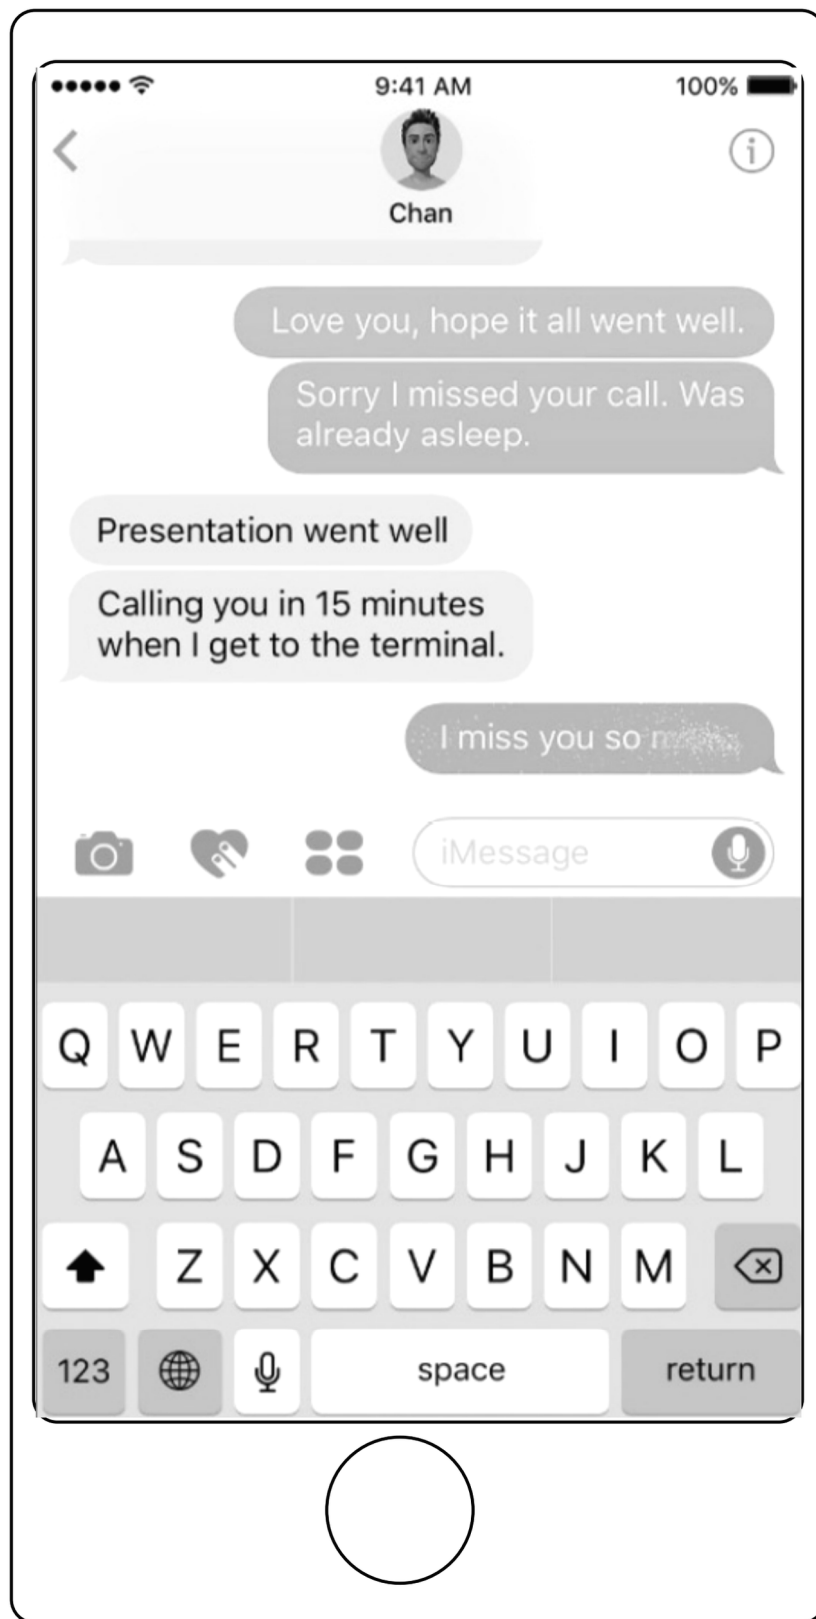 9:41 AM 100%
Chan
Love you, hope it all went well.
Sorry I missed your call. Was
already asleep.
Presentation went well
Calling you in 15 minutes
when I get to the terminal.
I miss you so
iMessage
Q W E R T Y U I O P
A S D F G H J K L
Z X C V B N M
123 space return